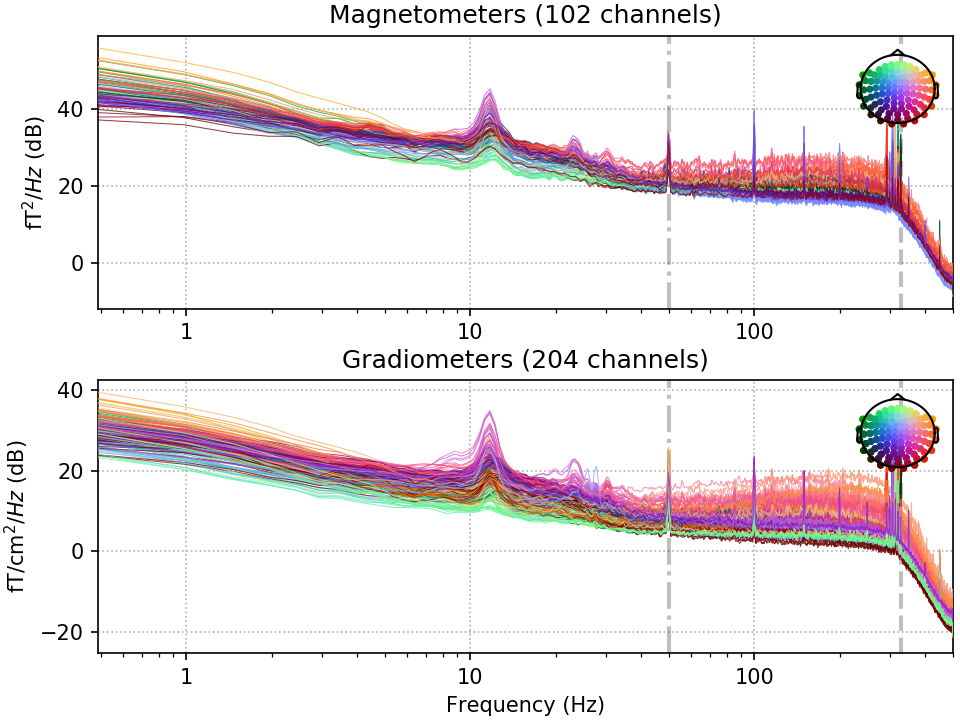 Magnetometers (102 channels)
fT²/Hz (dB)
40
20
0
1
10
100
Gradiometers (204 channels)
fT/cm²/Hz (dB)
40
20
0
−20
1
10
100
Frequency (Hz)